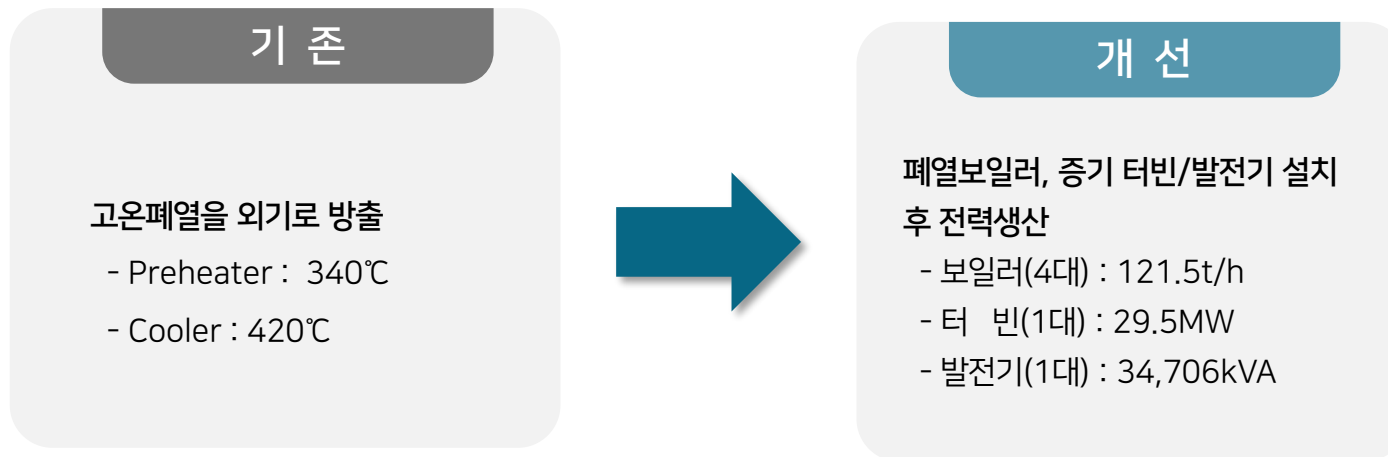 기 존
고온폐열을 외기로 방출
- Preheater :  340℃
- Cooler : 420℃
개 선
폐열보일러, 증기 터빈/발전기 설치
후 전력생산
- 보일러(4대) : 121.5t/h
- 터   빈(1대) : 29.5MW
- 발전기(1대) : 34,706kVA